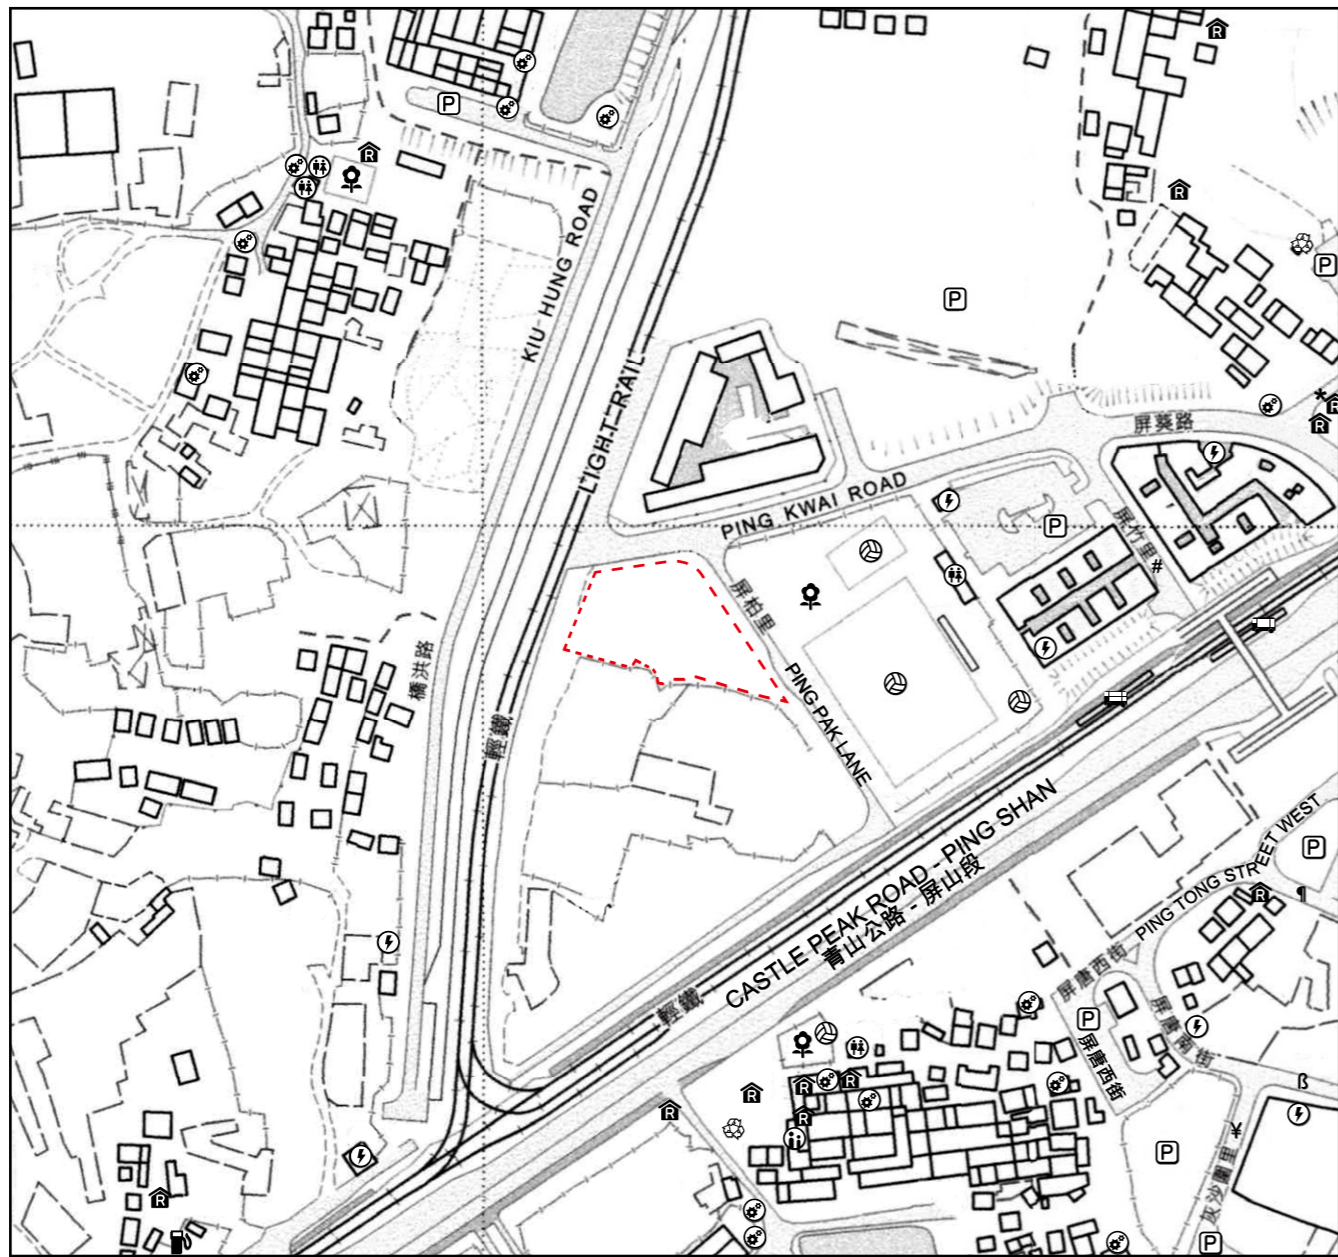 R
P
R
R
KIU HUNG ROAD
P
P
LIGHT RAIL
*
R
R
屏葵路
PING KWAI ROAD
P
屏竹里
#
屏柏里
橋洪路
PING PAK LANE
輕鐵
CASTLE PEAK ROAD - PING SHAN
青山公路 - 屏山段
PING TONG STREET WEST
P
R
¶
屏唐西街
輕鐵
P
屏唐南街
屏唐西街
R
R
R
R
R
ß
¥
P
灰沙圍里
R
P